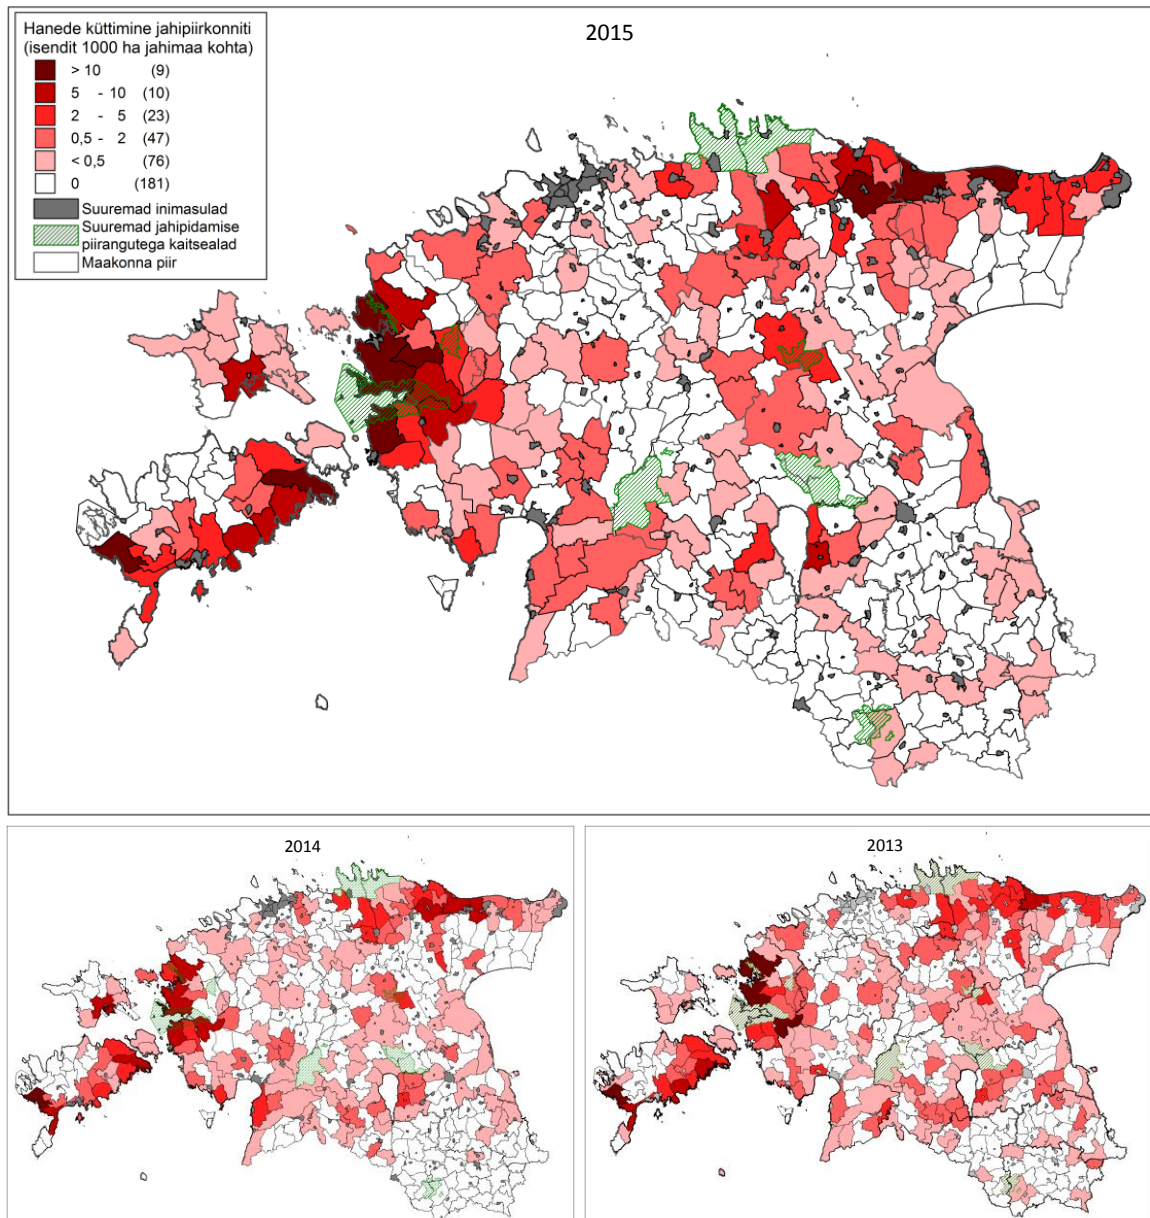 Hanede küttimine jahipiirkonniti
(isendit 1000 ha jahimaa kohta)
> 10 (9)
5 - 10 (10)
2 - 5 (23)
0,5 - 2 (47)
< 0,5 (76)
0 (181)
Suuremad inimasulad
Suuremad jahipidamise
piirangutega kaitsealad
Maakonna piir
2015
2014
2013